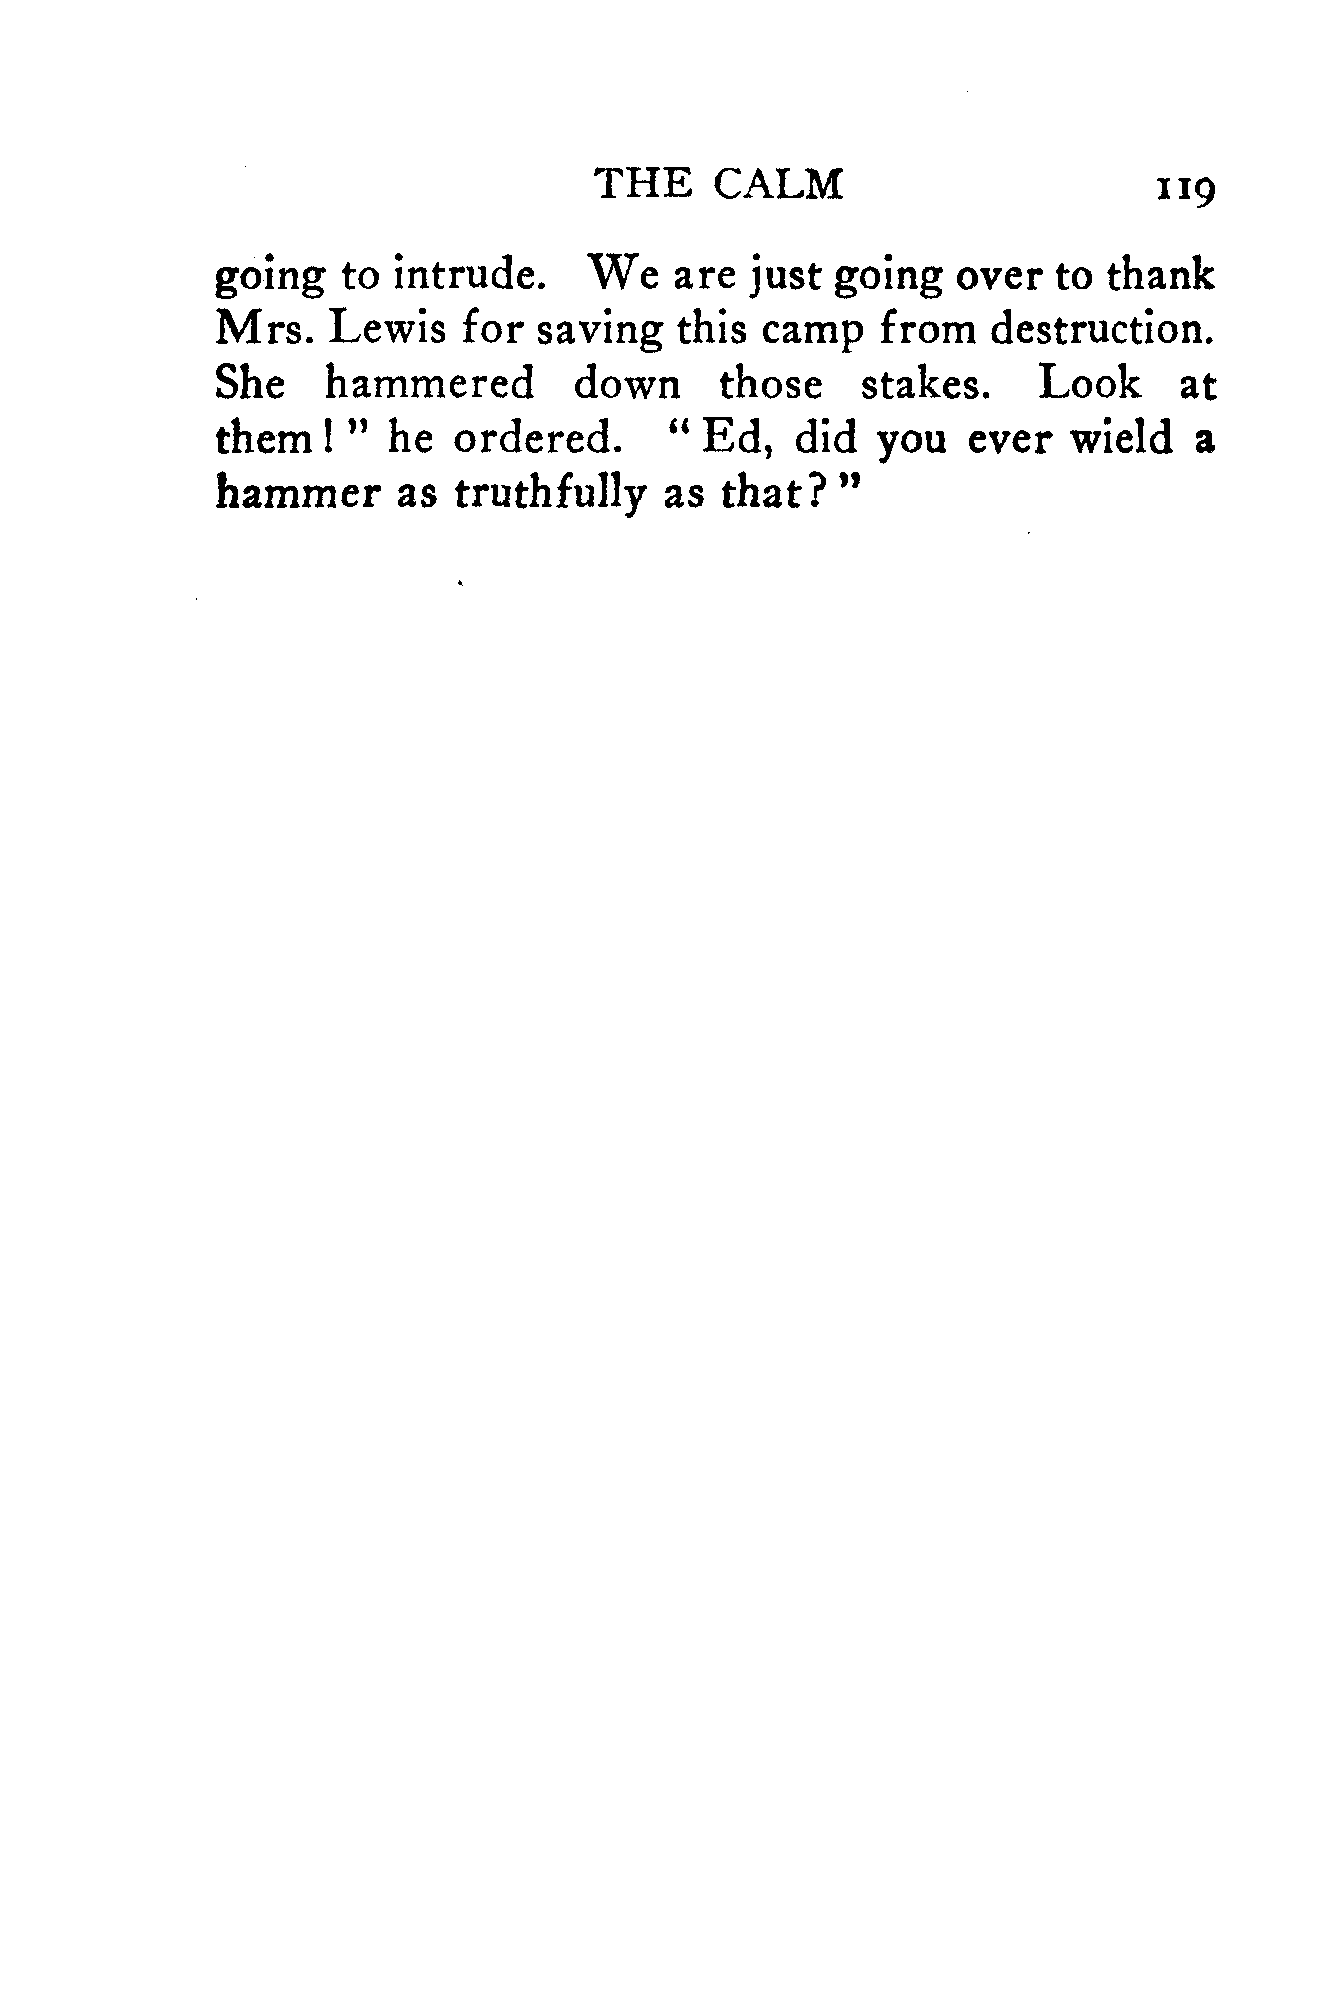 THE CALM 119
going to intrude. We are just going over to thank
Mrs. Lewis for saving this camp from destruction.
She hammered down those stakes. Look at
them! " he ordered. " Ed, did you ever wield a
hammer as truthfully as that? "